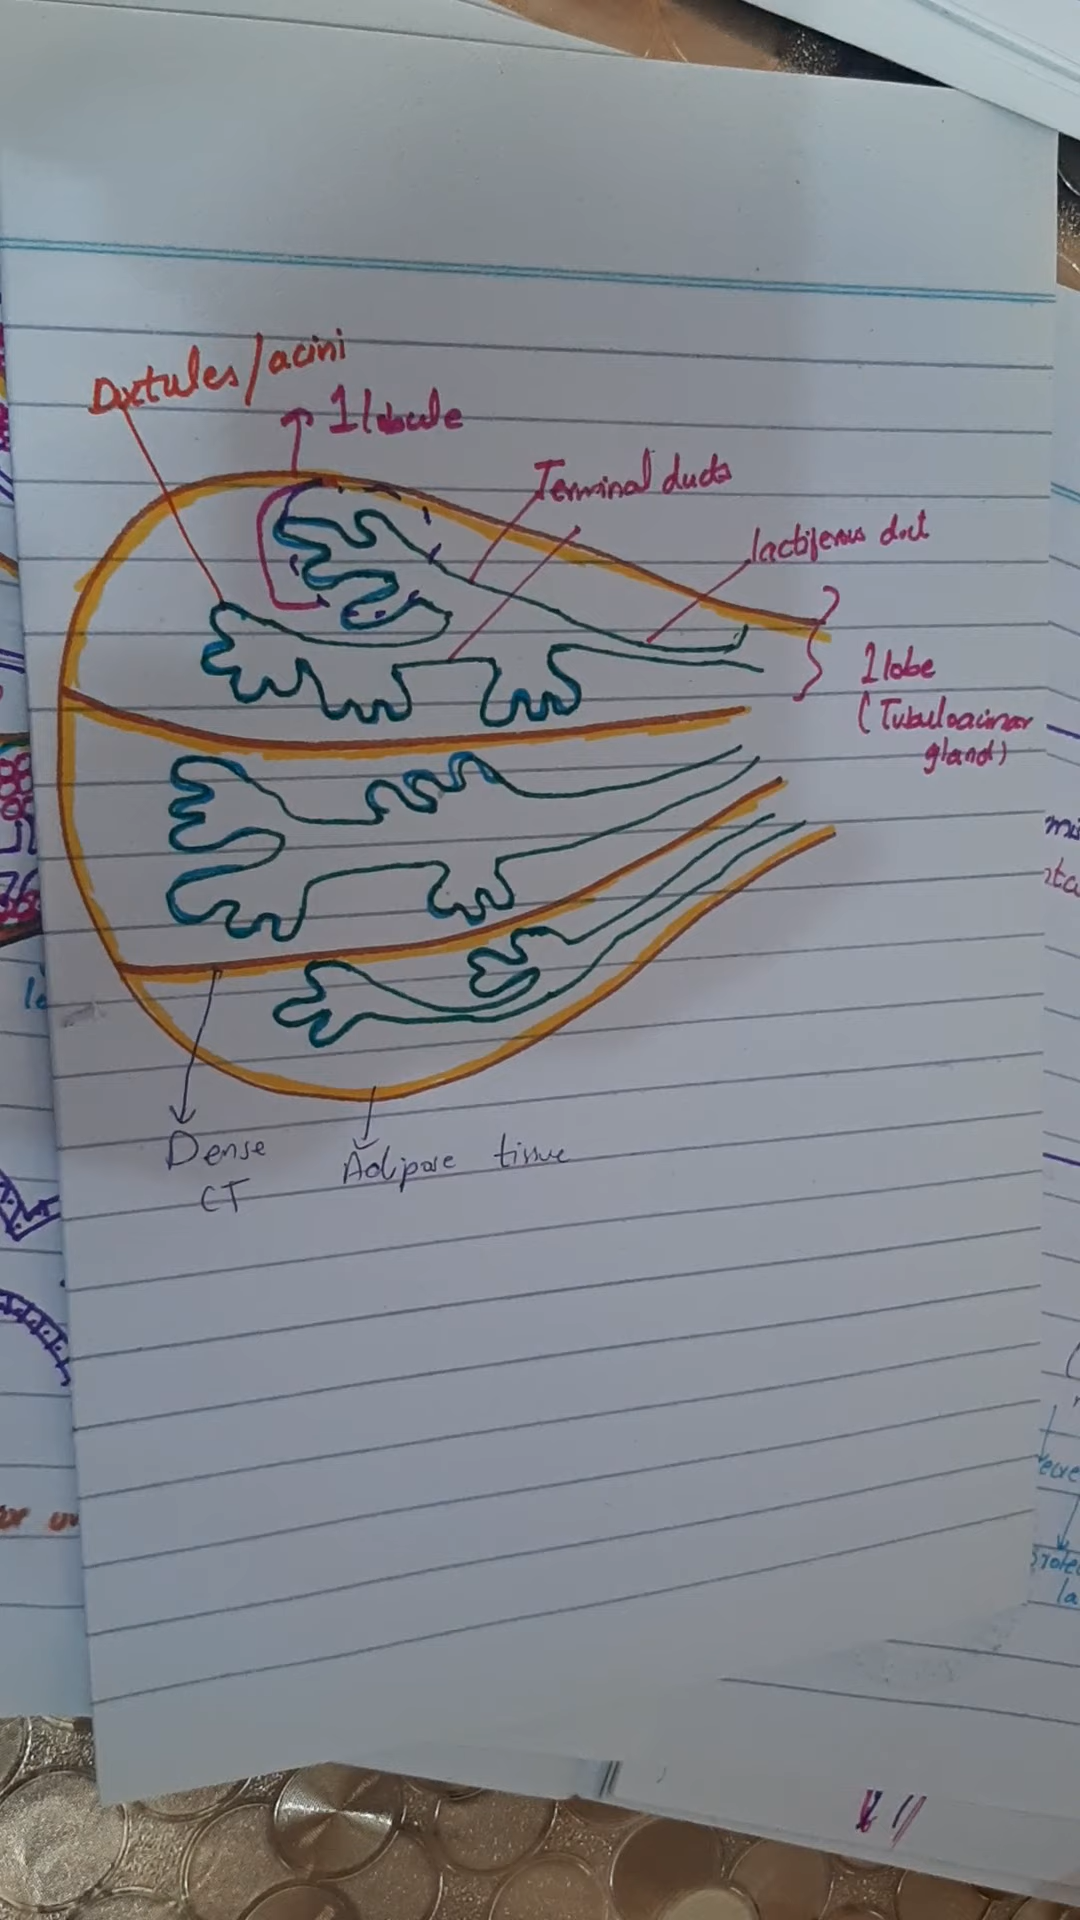 Ductules/acini
1 lobule
Terminal ducts
lactiferous duct
1 lobe
(Tubuloacinar
gland)
Dense
CT
Adipose tissue